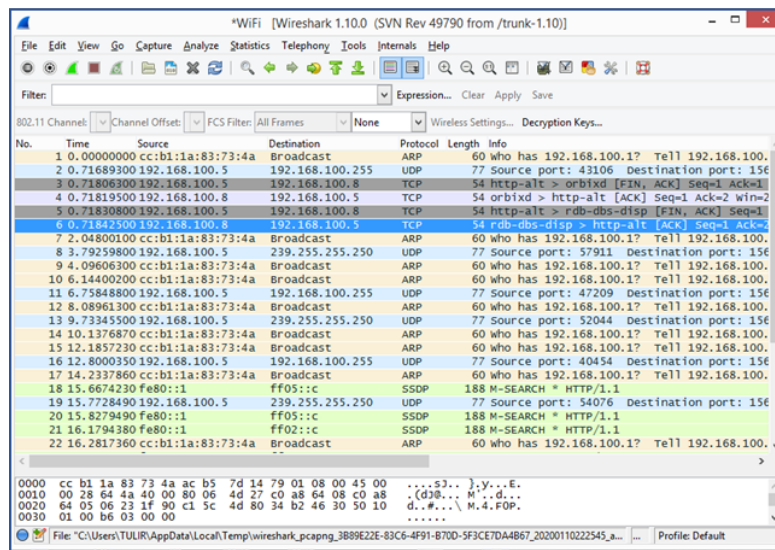 *WiFi [Wireshark 1.10.0 (SVN Rev 49790 from /trunk-1.10)]
File Edit View Go Capture Analyze Statistics Telephony Tools Internals Help
Filter: Expression... Clear Apply Save
802.11 Channel: Channel Offset: FCS Filter: All Frames None Wireless Settings... Decryption Keys...
No. Time Source Destination Protocol Length Info
1 0.00000000 cc:b1:1a:83:73:4a Broadcast ARP 60 Who has 192.168.100.1? Tell 192.168.100.
2 0.71689300 192.168.100.5 192.168.100.255 UDP 77 Source port: 43106 Destination port: 156
3 0.71806300 192.168.100.5 192.168.100.8 TCP 54 http-alt > orbixd [FIN, ACK] Seq=1 Ack=1
4 0.71819500 192.168.100.8 192.168.100.5 TCP 54 orbixd > http-alt [ACK] Seq=1 Ack=2 Win=2
5 0.71830800 192.168.100.5 192.168.100.8 TCP 54 http-alt > rdb-dbs-disp [FIN, ACK] Seq=1
6 0.71842500 192.168.100.8 192.168.100.5 TCP 54 rdb-dbs-disp > http-alt [ACK] Seq=1 Ack=2
7 2.04800100 cc:b1:1a:83:73:4a Broadcast ARP 60 Who has 192.168.100.1? Tell 192.168.100.
8 3.79259800 192.168.100.5 239.255.255.250 UDP 77 Source port: 57911 Destination port: 156
9 4.09606300 cc:b1:1a:83:73:4a Broadcast ARP 60 Who has 192.168.100.1? Tell 192.168.100.
10 6.14400200 cc:b1:1a:83:73:4a Broadcast ARP 60 Who has 192.168.100.1? Tell 192.168.100.
11 6.75848800 192.168.100.5 192.168.100.255 UDP 77 Source port: 47209 Destination port: 156
12 8.08961300 cc:b1:1a:83:73:4a Broadcast ARP 60 Who has 192.168.100.1? Tell 192.168.100.
13 9.73345500 192.168.100.5 239.255.255.250 UDP 77 Source port: 52044 Destination port: 156
14 10.1376870 cc:b1:1a:83:73:4a Broadcast ARP 60 Who has 192.168.100.1? Tell 192.168.100.
15 12.1857230 cc:b1:1a:83:73:4a Broadcast ARP 60 Who has 192.168.100.1? Tell 192.168.100.
16 12.8000350 192.168.100.5 192.168.100.255 UDP 77 Source port: 40454 Destination port: 156
17 14.2337860 cc:b1:1a:83:73:4a Broadcast ARP 60 Who has 192.168.100.1? Tell 192.168.100.
18 15.6674230 fe80::1 ff05::c SSDP 188 M-SEARCH * HTTP/1.1
19 15.7728490 192.168.100.5 239.255.255.250 UDP 77 Source port: 54076 Destination port: 156
20 15.8279490 fe80::1 ff05::c SSDP 188 M-SEARCH * HTTP/1.1
21 16.1794380 fe80::1 ff02::c SSDP 188 M-SEARCH * HTTP/1.1
22 16.2817360 cc:b1:1a:83:73:4a Broadcast ARP 60 Who has 192.168.100.1? Tell 192.168.100.
0000 cc b1 1a 83 73 4a ac b5 7d 14 79 01 08 00 45 00 ....sJ.. }.y...E.
0010 00 28 64 4a 40 00 80 06 4d 27 c0 a8 64 08 c0 a8 .(dJ@... M'..d...
0020 64 05 06 23 1f 90 c1 5c 4d 80 34 b2 46 30 50 10 d..#...\ M.4.F0P.
0030 01 00 b6 03 00 00 ......
File: "C:\Users\TULIR\AppData\Local\Temp\wireshark_pcapng_3B89E22E-83C6-4F91-B70D-5F3CE7DA4B67_20200110222545_a... ... Profile: Default